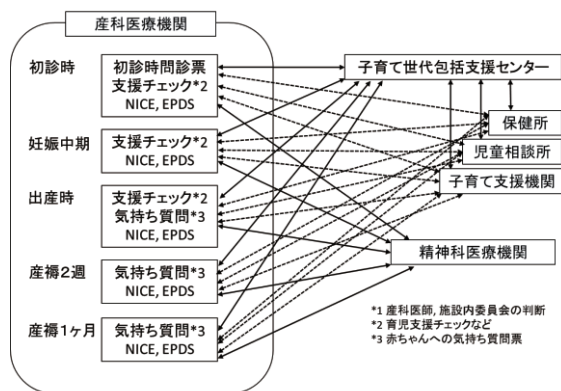 産科医療機関
初診時
初診時問診票
支援チェック*2
NICE, EPDS
妊娠中期
支援チェック*2
NICE, EPDS
出産時
支援チェック*2
気持ち質問*3
NICE, EPDS
産褥2週
気持ち質問*3
NICE, EPDS
産褥1ヶ月
気持ち質問*3
NICE, EPDS
子育て世代包括支援センター
保健所
児童相談所
子育て支援機関
精神科医療機関
*1 産科医師, 施設内委員会の判断
*2 育児支援チェックなど
*3 赤ちゃんへの気持ち質問票